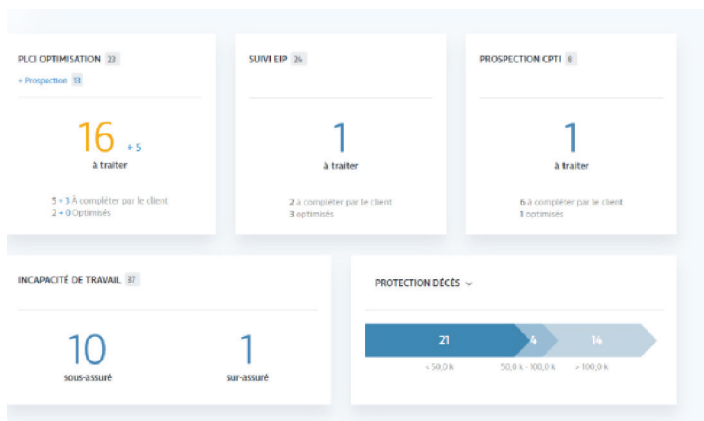 PLCI OPTIMISATION 23
+ Prospection 13
16 + 5
à traiter
5 + 3 À compléter par le client
2 + 0 Optimisés
SUIVI EIP 24
1
à traiter
2 à compléter par le client
3 optimisés
PROSPECTION CPTI 8
1
à traiter
6 à compléter par le client
1 optimisés
INCAPACITÉ DE TRAVAIL 37
10
sous-assuré
1
sur-assuré
PROTECTION DÉCÈS
21 4 14
< 50,0 k 50,0 k - 100,0 k > 100,0 k